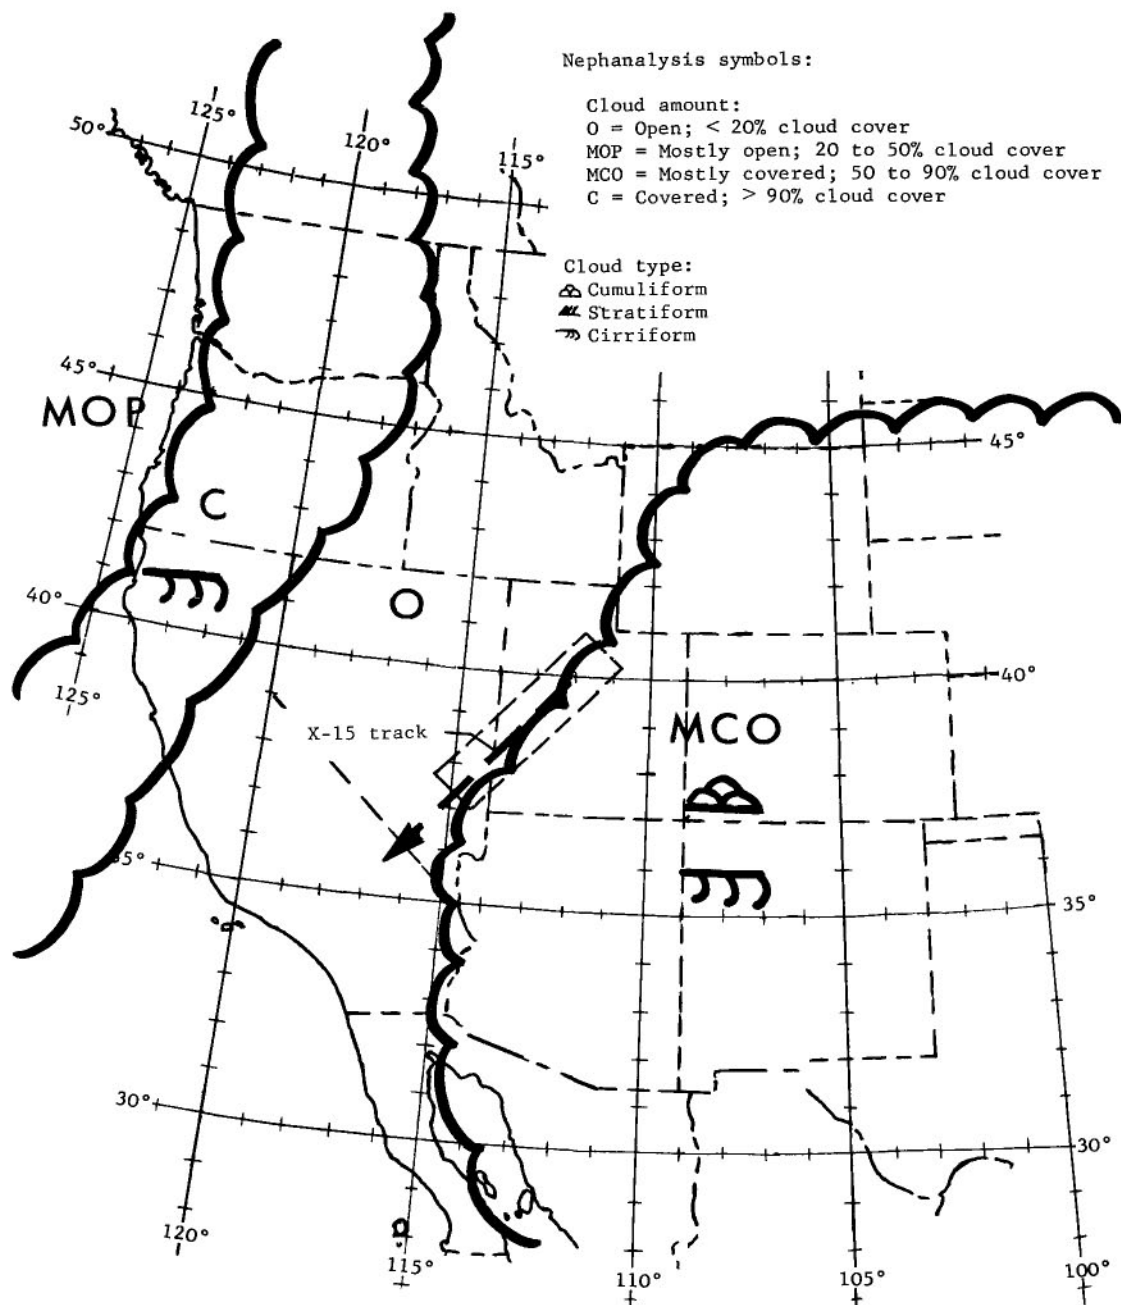 Nephanalysis symbols:
Cloud amount:
O = Open; < 20% cloud cover
MOP = Mostly open; 20 to 50% cloud cover
MCO = Mostly covered; 50 to 90% cloud cover
C = Covered; > 90% cloud cover
Cloud type:
Cumuliform
Stratiform
Cirriform
125°
120°
115°
50°
45°
MOP
45°
C
40°
O
40°
125°
X-15 track
MCO
35°
35°
30°
30°
120°
115°
110°
105°
100°